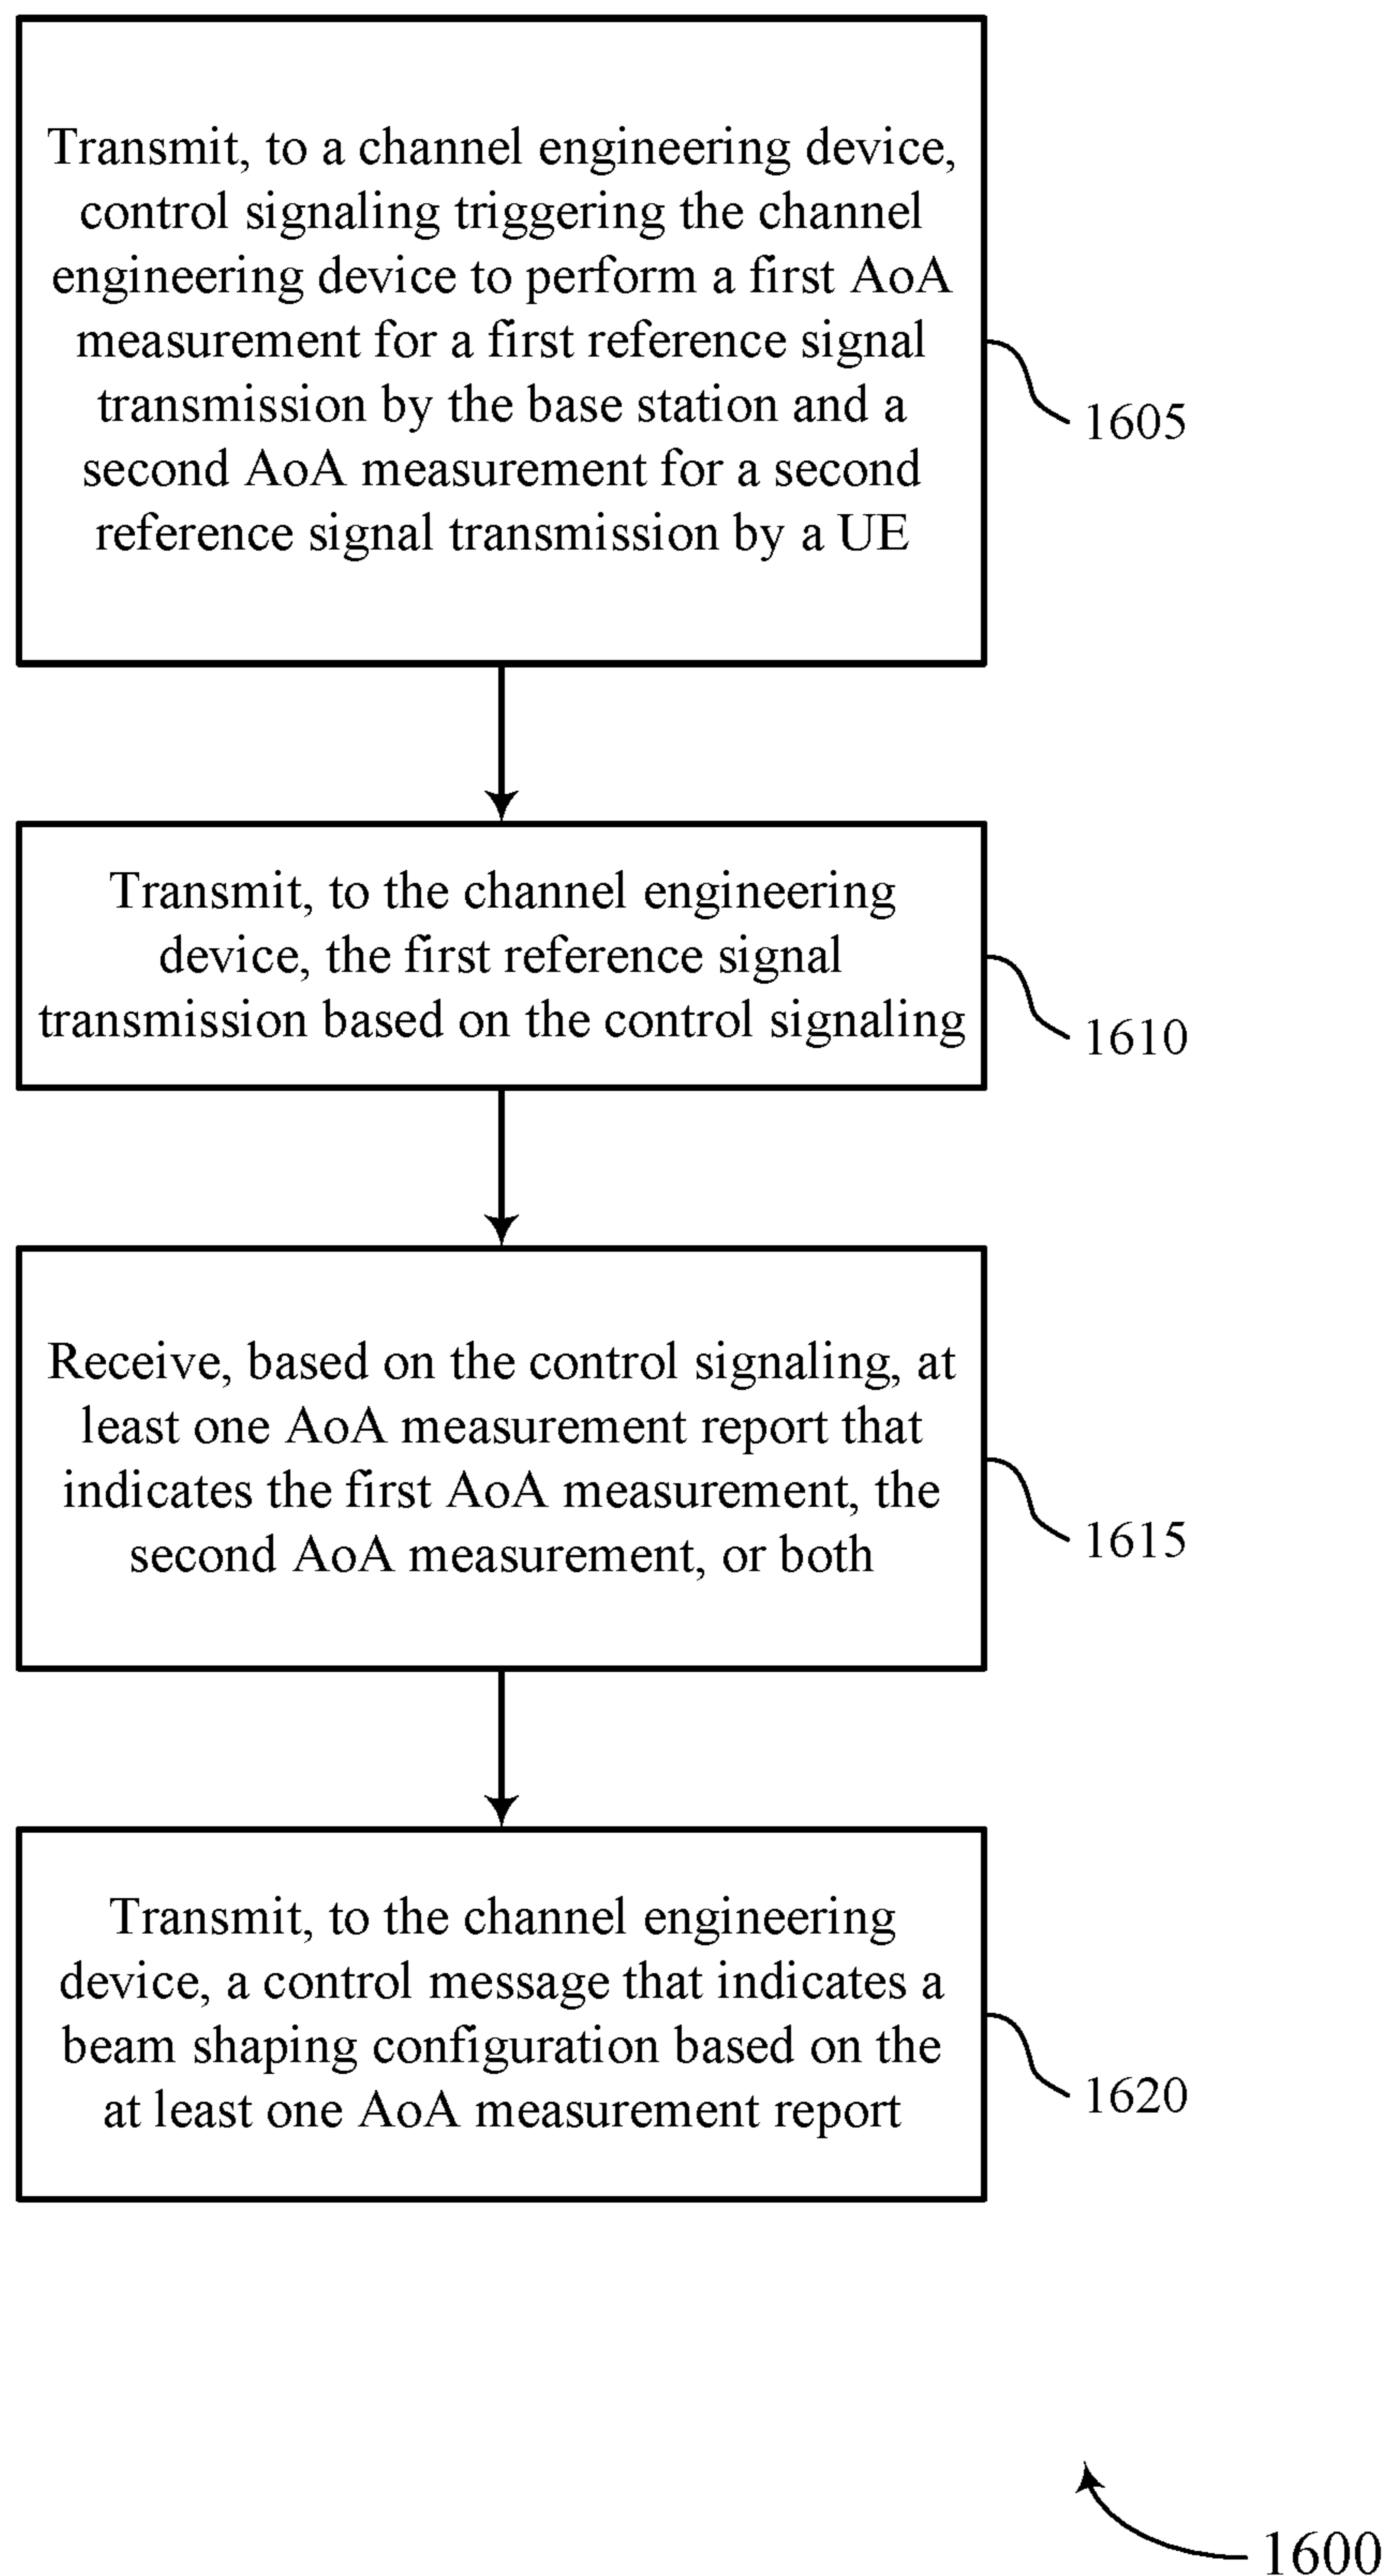 Transmit, to a channel engineering device,
control signaling triggering the channel
engineering device to perform a first AoA
measurement for a first reference signal
transmission by the base station and a
second AoA measurement for a second
reference signal transmission by a UE
1605
Transmit, to the channel engineering
device, the first reference signal
transmission based on the control signaling
1610
Receive, based on the control signaling, at
least one AoA measurement report that
indicates the first AoA measurement, the
second AoA measurement, or both
1615
Transmit, to the channel engineering
device, a control message that indicates a
beam shaping configuration based on the
at least one AoA measurement report
1620
1600